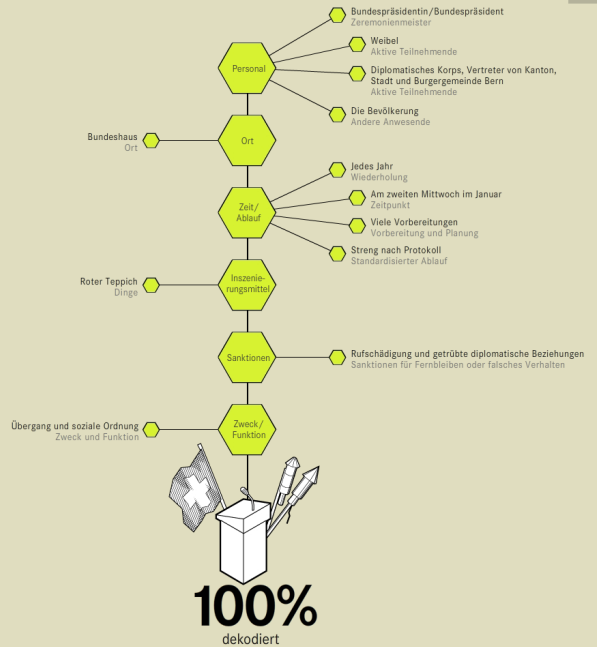 Bundespräsidentin/Bundespräsident
Zeremonienmeister
Weibel
Aktive Teilnehmende
Personal
Diplomatisches Korps, Vertreter von Kanton,
Stadt und Burgergemeinde Bern
Aktive Teilnehmende
Die Bevölkerung
Andere Anwesende
Bundeshaus
Ort
Ort
Jedes Jahr
Wiederholung
Am zweiten Mittwoch im Januar
Zeitpunkt
Zeit/
Ablauf
Viele Vorbereitungen
Vorbereitung und Planung
Streng nach Protokoll
Standardisierter Ablauf
Roter Teppich
Dinge
Inszenie-
rungsmittel
Sanktionen
Rufschädigung und getrübte diplomatische Beziehungen
Sanktionen für Fernbleiben oder falsches Verhalten
Übergang und soziale Ordnung
Zweck und Funktion
Zweck/
Funktion
100%
dekodiert